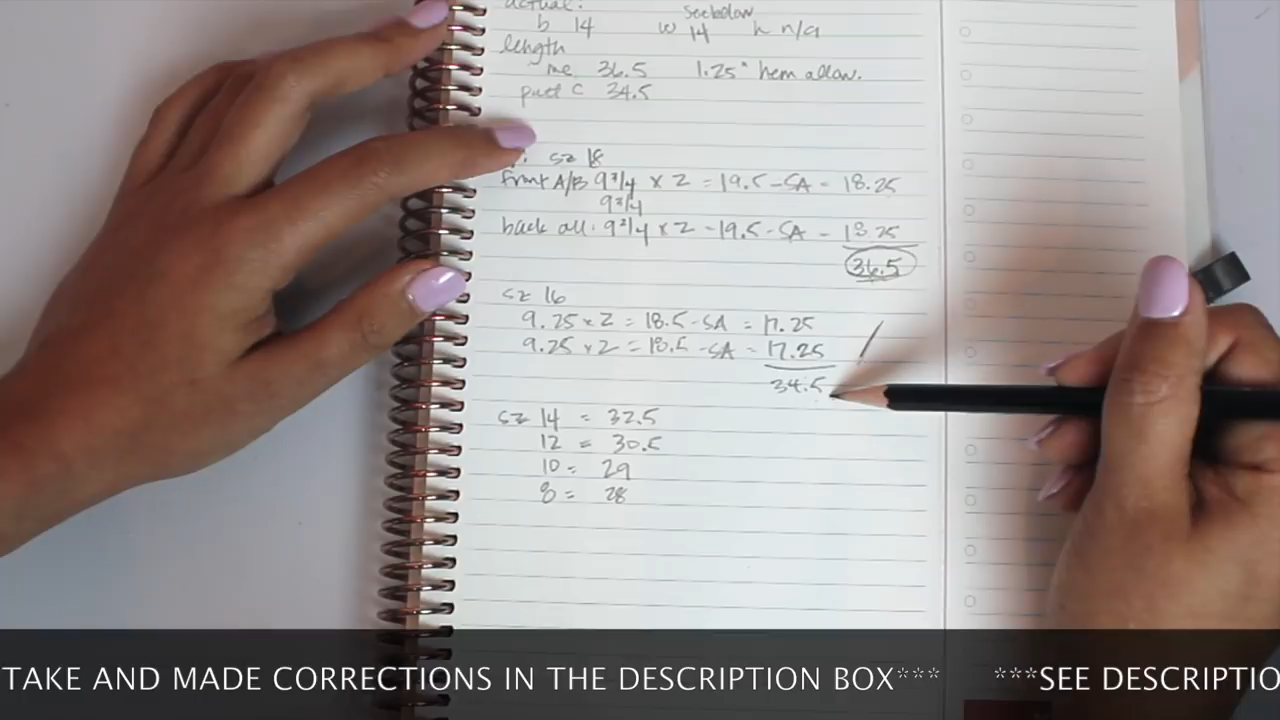 actual: see below
b 14 w 14 h n/a
length
me 36.5 1.25" hem allow.
patt C 34.5
sz 18
front A/B 9 3/4 x 2 = 19.5 - SA = 18.25
9 3/4
back all: 9 3/4 x 2 = 19.5 - SA = 18.25
36.5
sz 16
9.25 x 2 = 18.5 - SA = 17.25
9.25 x 2 = 18.5 - SA = 17.25 /
34.5
sz 14 = 32.5
12 = 30.5
10 = 29
8 = 28
TAKE AND MADE CORRECTIONS IN THE DESCRIPTION BOX*** ***SEE DESCRIPTIO